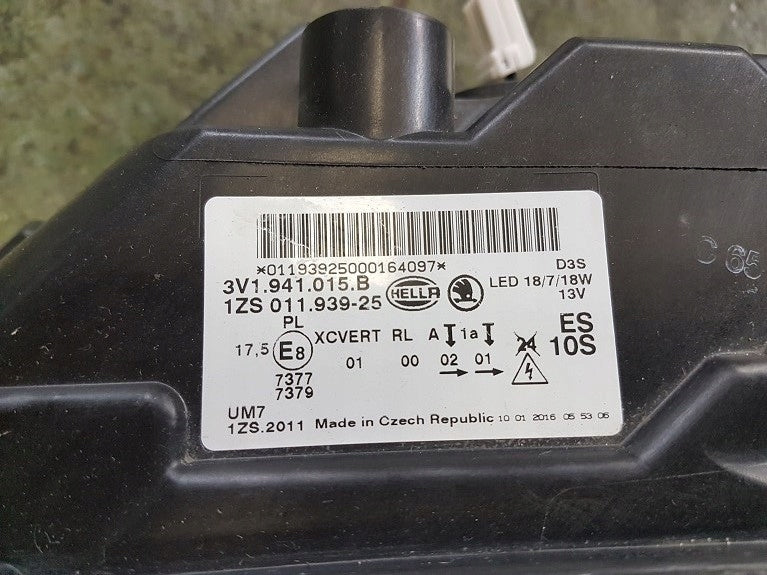 *01193925000164097*
3V1.941.015.B
1ZS 011.939-25
HELLA
D3S
LED 18/7/18W
13V
PL
17,5 E8 XCVERT RL A 1a 24 ES
01 00 02 01 10S
7377
7379
UM7
1ZS.2011 Made in Czech Republic 10 01 2016 05 53 06
C 65